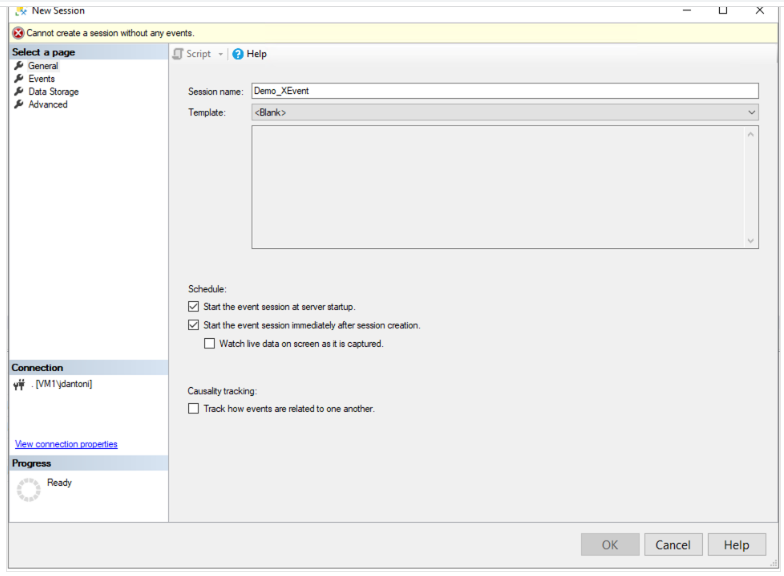 New Session
Cannot create a session without any events.
Select a page
General
Events
Data Storage
Advanced
Script
Help
Session name: Demo_XEvent
Template: <Blank>
Schedule:
Start the event session at server startup.
Start the event session immediately after session creation.
Watch live data on screen as it is captured.
Causality tracking:
Track how events are related to one another.
Connection
. [VM1\jdantoni]
View connection properties
Progress
Ready
OK Cancel Help